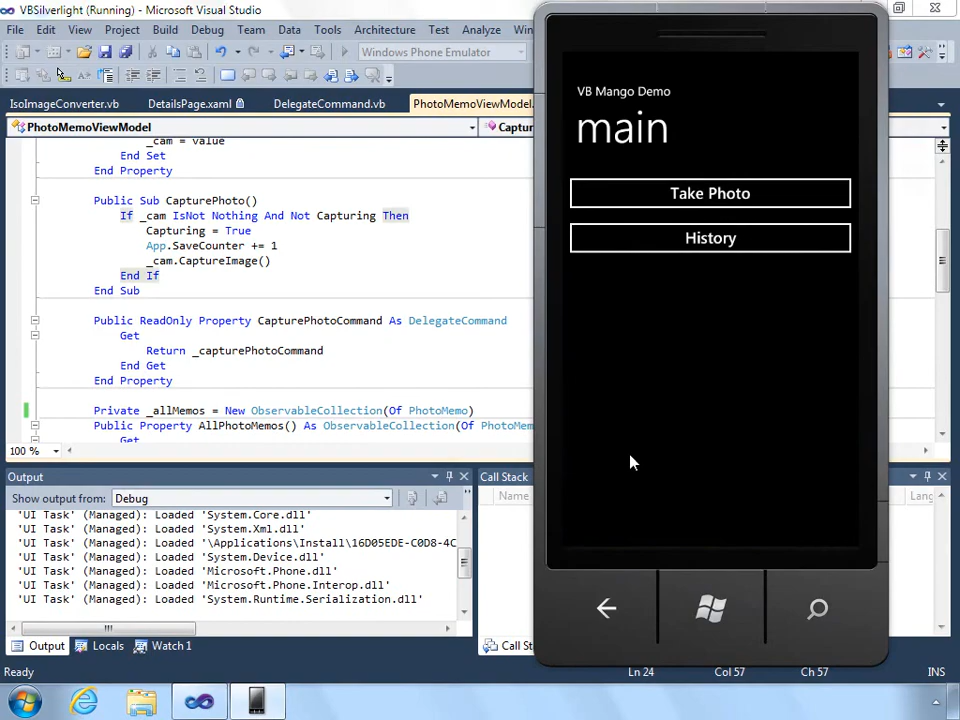 VBSilverlight (Running) - Microsoft Visual Studio
File Edit View Project Build Debug Team Data Tools Architecture Test Analyze
Windows Phone Emulator
IsoImageConverter.vb DetailsPage.xaml DelegateCommand.vb PhotoMemoViewModel.
PhotoMemoViewModel
_cam = value
End Set
End Property
Public Sub CapturePhoto()
If _cam IsNot Nothing And Not Capturing Then
Capturing = True
App.SaveCounter += 1
_cam.CaptureImage()
End If
End Sub
Public ReadOnly Property CapturePhotoCommand As DelegateCommand
Get
Return _capturePhotoCommand
End Get
End Property
Private _allMemos = New ObservableCollection(Of PhotoMemo)
Public Property AllPhotoMemos() As ObservableCollection(Of PhotoMem
Get
100 %
Output
Show output from: Debug
'UI Task' (Managed): Loaded 'System.Core.dll'
'UI Task' (Managed): Loaded 'System.Xml.dll'
'UI Task' (Managed): Loaded '\Applications\Install\16D05EDE-C0D8-4C
'UI Task' (Managed): Loaded 'System.Device.dll'
'UI Task' (Managed): Loaded 'Microsoft.Phone.dll'
'UI Task' (Managed): Loaded 'Microsoft.Phone.Interop.dll'
'UI Task' (Managed): Loaded 'System.Runtime.Serialization.dll'
Output Locals Watch 1
Call Stack
Name
Lang
Call St
VB Mango Demo
main
Take Photo
History
Ready Ln 24 Col 57 Ch 57 INS